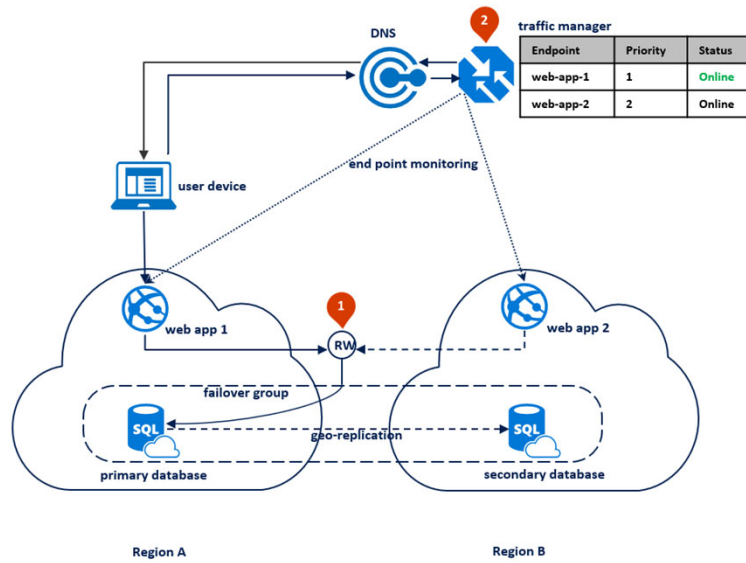 2
DNS
traffic manager
Endpoint Priority Status
web-app-1 1 Online
web-app-2 2 Online
end point monitoring
user device
1
web app 1
RW
web app 2
failover group
SQL
geo-replication
SQL
primary database
secondary database
Region A
Region B